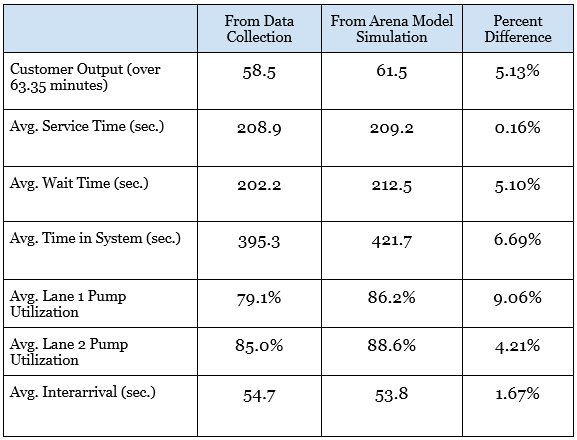 From Data
Collection
From Arena Model
Simulation
Percent
Difference
Customer Output (over
63.35 minutes)
58.5
61.5
5.13%
Avg. Service Time (sec.)
208.9
209.2
0.16%
Avg. Wait Time (sec.)
202.2
212.5
5.10%
Avg. Time in System (sec.)
395.3
421.7
6.69%
Avg. Lane 1 Pump
Utilization
79.1%
86.2%
9.06%
Avg. Lane 2 Pump
Utilization
85.0%
88.6%
4.21%
Avg. Interarrival (sec.)
54.7
53.8
1.67%